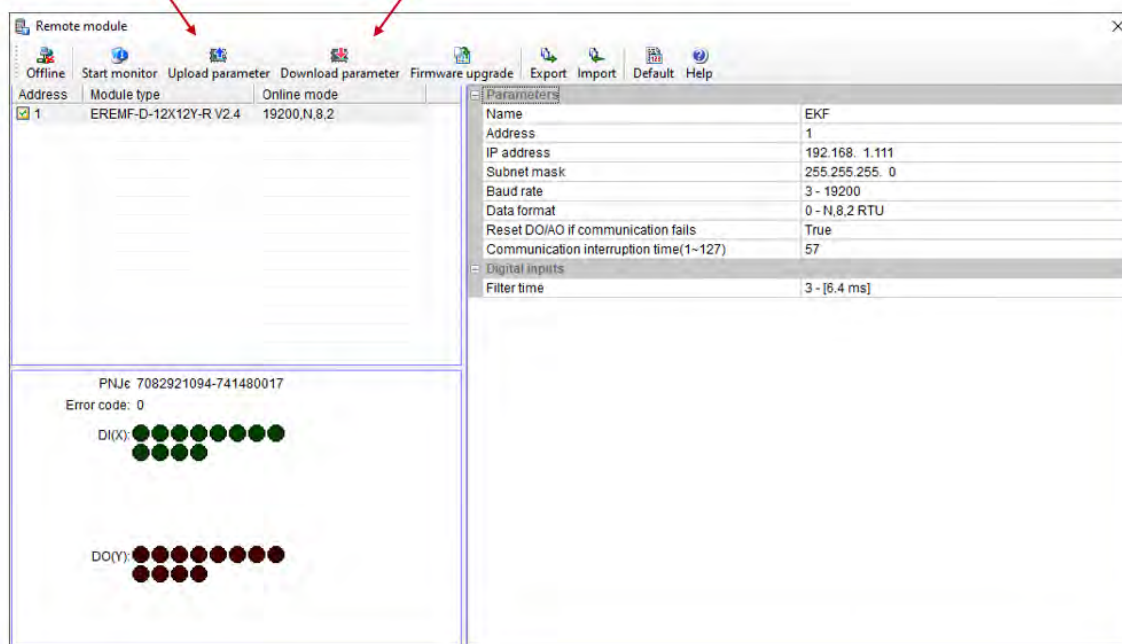 Remote module
Offline Start monitor Upload parameter Download parameter Firmware upgrade Export Import Default Help
Address Module type Online mode
1 EREMF-D-12X12Y-R V2.4 19200,N,8,2
Parameters
Name EKF
Address 1
IP address 192.168. 1.111
Subnet mask 255.255.255. 0
Baud rate 3 - 19200
Data format 0 - N,8,2 RTU
Reset DO/AO if communication fails True
Communication interruption time(1~127) 57
Digital inputs
Filter time 3 - [6.4 ms]
PNJє 7082921094-741480017
Error code: 0
DI(X):
DO(Y):